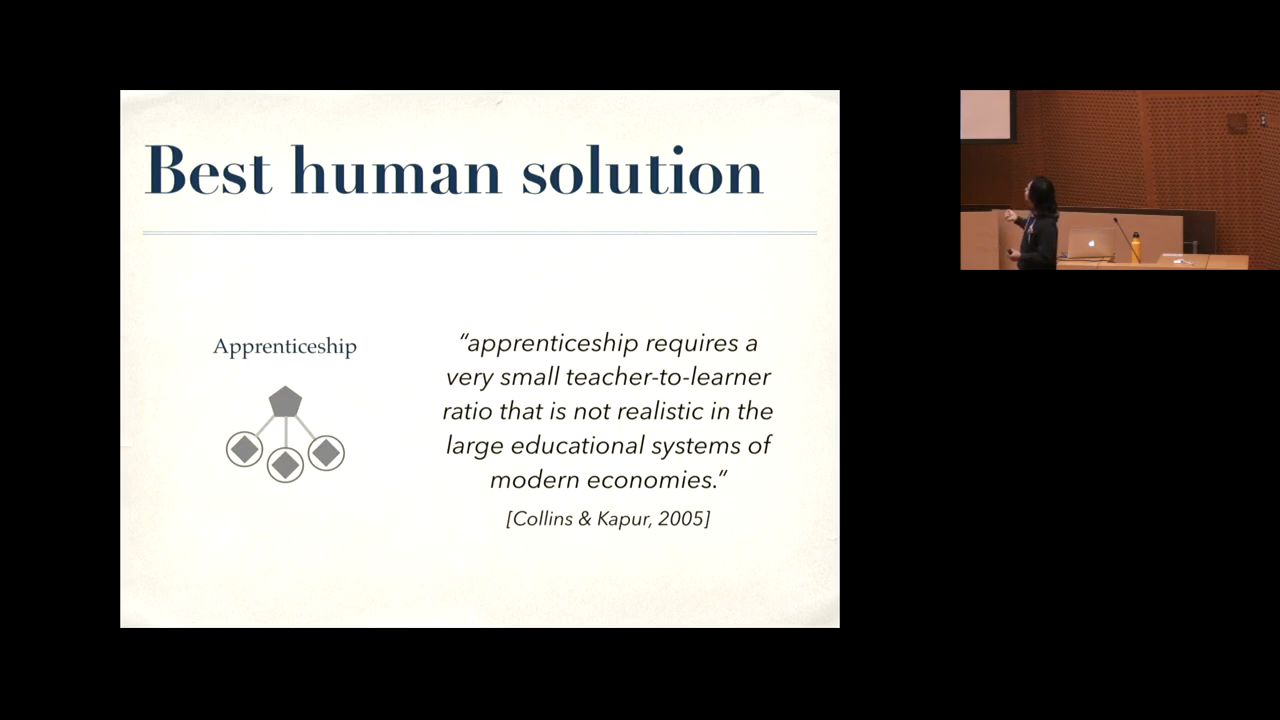 Best human solution
Apprenticeship
“apprenticeship requires a
very small teacher-to-learner
ratio that is not realistic in the
large educational systems of
modern economies.”
[Collins & Kapur, 2005]